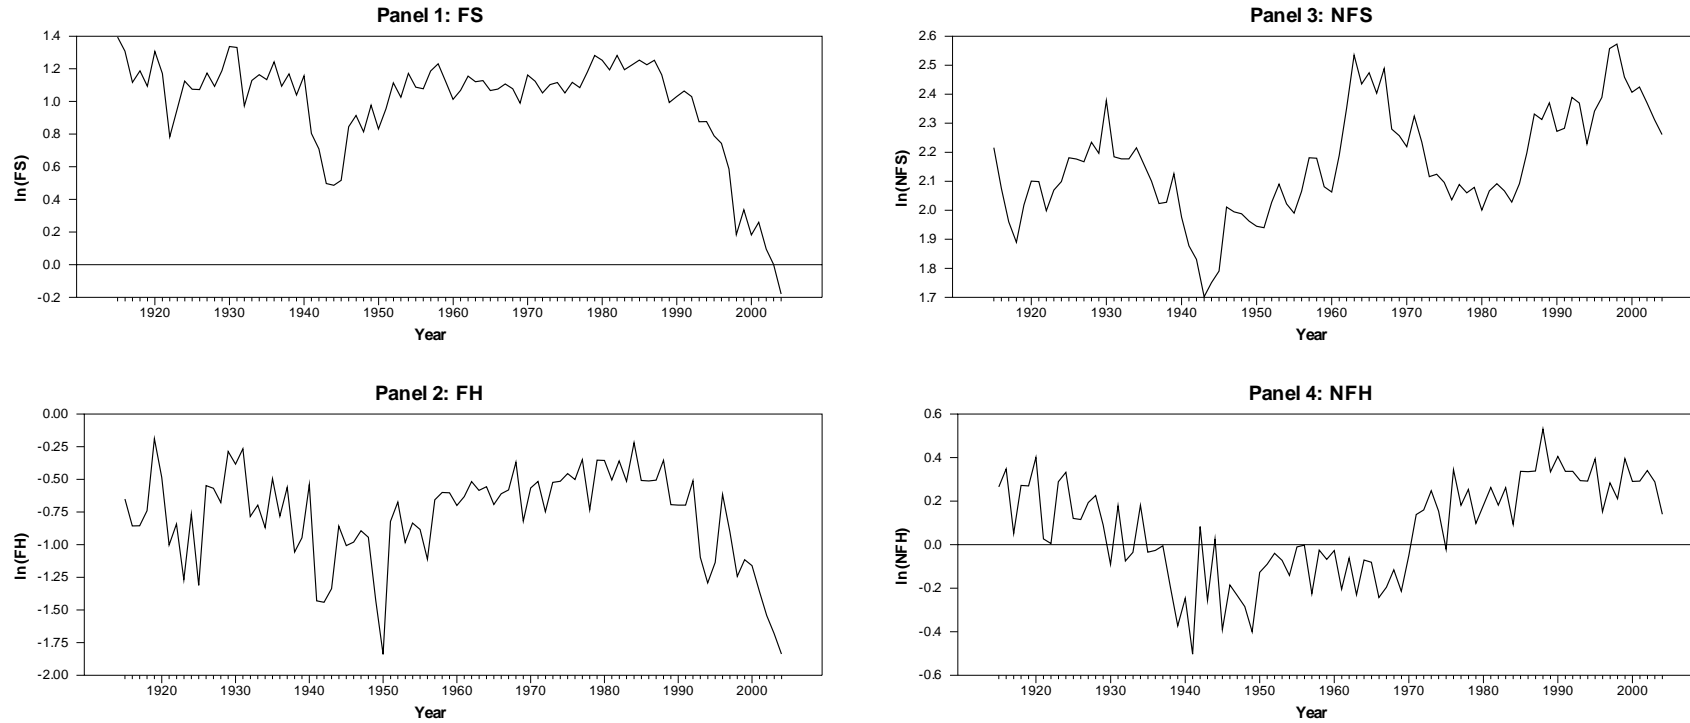 Panel 1: FS
1.4
1.2
1.0
0.8
0.6
0.4
0.2
0.0
-0.2
ln(FS)
1920 1930 1940 1950 1960 1970 1980 1990 2000
Year
Panel 3: NFS
2.6
2.5
2.4
2.3
2.2
2.1
2.0
1.9
1.8
1.7
ln(NFS)
1920 1930 1940 1950 1960 1970 1980 1990 2000
Year
Panel 2: FH
0.00
-0.25
-0.50
-0.75
-1.00
-1.25
-1.50
-1.75
-2.00
ln(FH)
1920 1930 1940 1950 1960 1970 1980 1990 2000
Year
Panel 4: NFH
0.6
0.4
0.2
0.0
-0.2
-0.4
-0.6
ln(NFH)
1920 1930 1940 1950 1960 1970 1980 1990 2000
Year